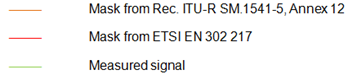 Mask from Rec. ITU-R SM.1541-5, Annex 12
Mask from ETSI EN 302 217
Measured signal